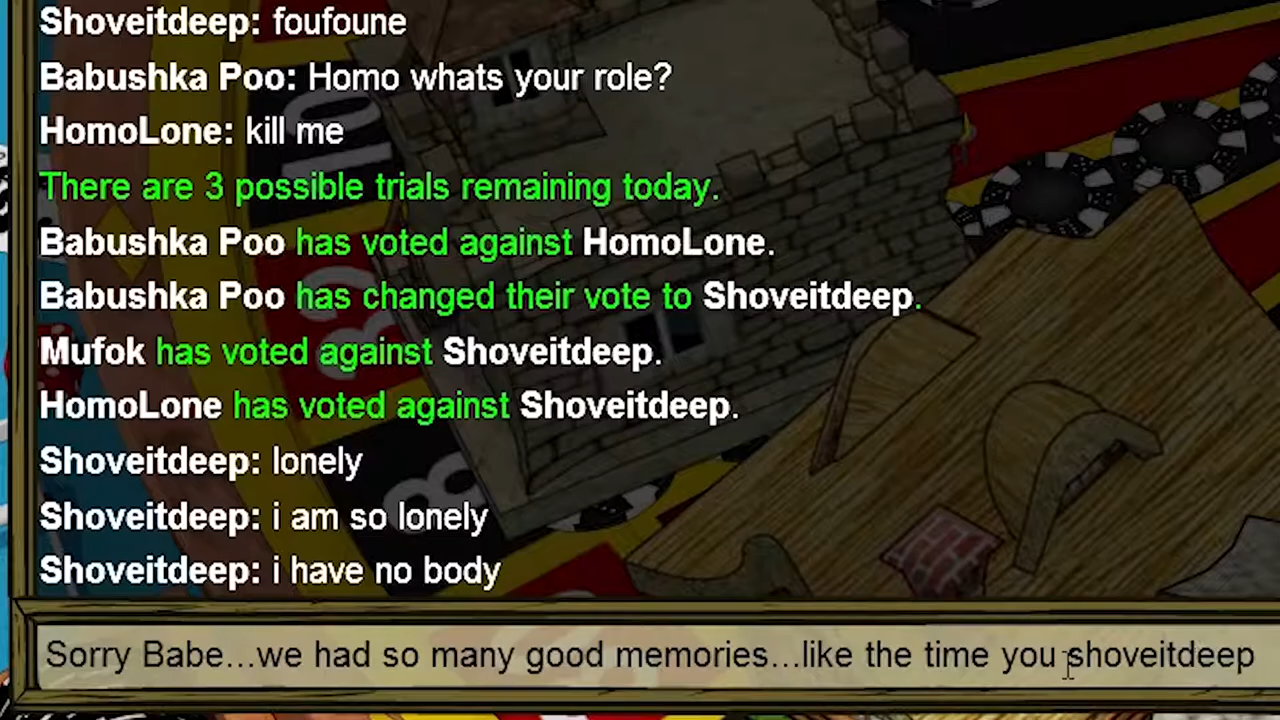 Shoveitdeep: foufoune
Babushka Poo: Homo whats your role?
HomoLone: kill me
There are 3 possible trials remaining today.
Babushka Poo has voted against HomoLone.
Babushka Poo has changed their vote to Shoveitdeep.
Mufok has voted against Shoveitdeep.
HomoLone has voted against Shoveitdeep.
Shoveitdeep: lonely
Shoveitdeep: i am so lonely
Shoveitdeep: i have no body
Sorry Babe...we had so many good memories...like the time you shoveitdeep